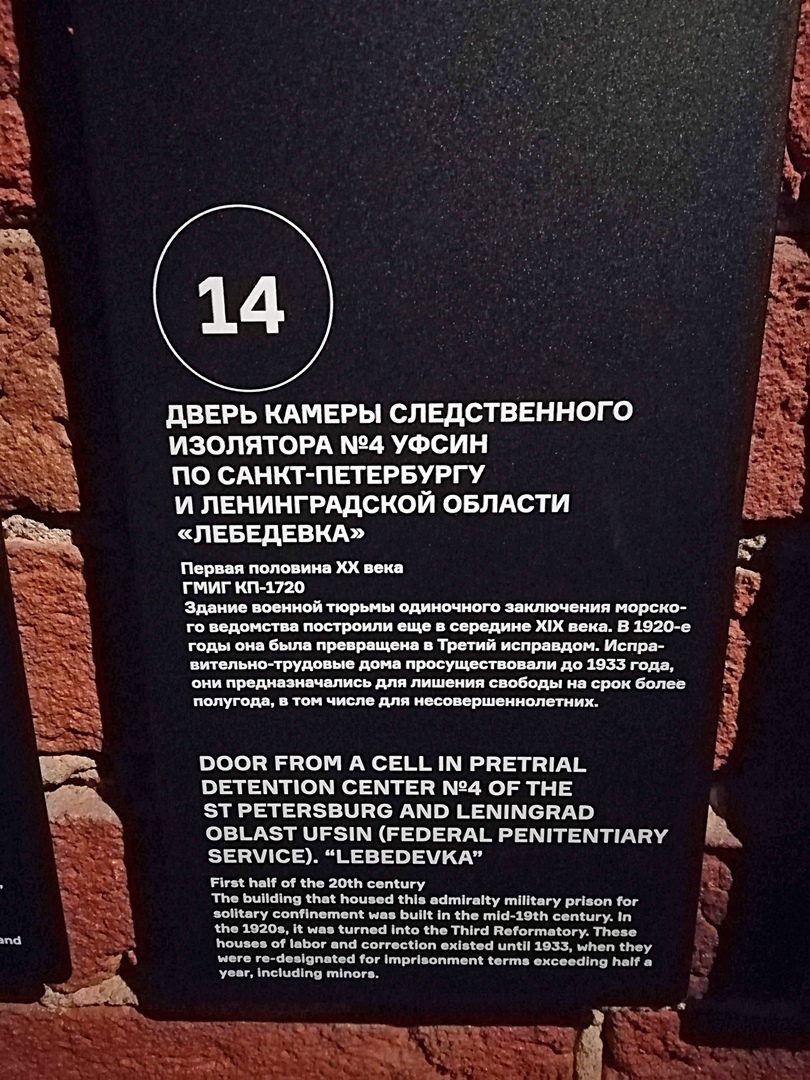 14
ДВЕРЬ КАМЕРЫ СЛЕДСТВЕННОГО
ИЗОЛЯТОРА №4 УФСИН
ПО САНКТ-ПЕТЕРБУРГУ
И ЛЕНИНГРАДСКОЙ ОБЛАСТИ
«ЛЕБЕДЕВКА»
Первая половина XX века
ГМИГ КП-1720
Здание военной тюрьмы одиночного заключения морско-
го ведомства построили еще в середине XIX века. В 1920-е
годы она была превращена в Третий исправдом. Испра-
вительно-трудовые дома просуществовали до 1933 года,
они предназначались для лишения свободы на срок более
полугода, в том числе для несовершеннолетних.
DOOR FROM A CELL IN PRETRIAL
DETENTION CENTER №4 OF THE
ST PETERSBURG AND LENINGRAD
OBLAST UFSIN (FEDERAL PENITENTIARY
SERVICE). “LEBEDEVKA”
First half of the 20th century
The building that housed this admiralty military prison for
solitary confinement was built in the mid-19th century. In
the 1920s, it was turned into the Third Reformatory. These
houses of labor and correction existed until 1933, when they
were re-designated for imprisonment terms exceeding half a
year, including minors.
and